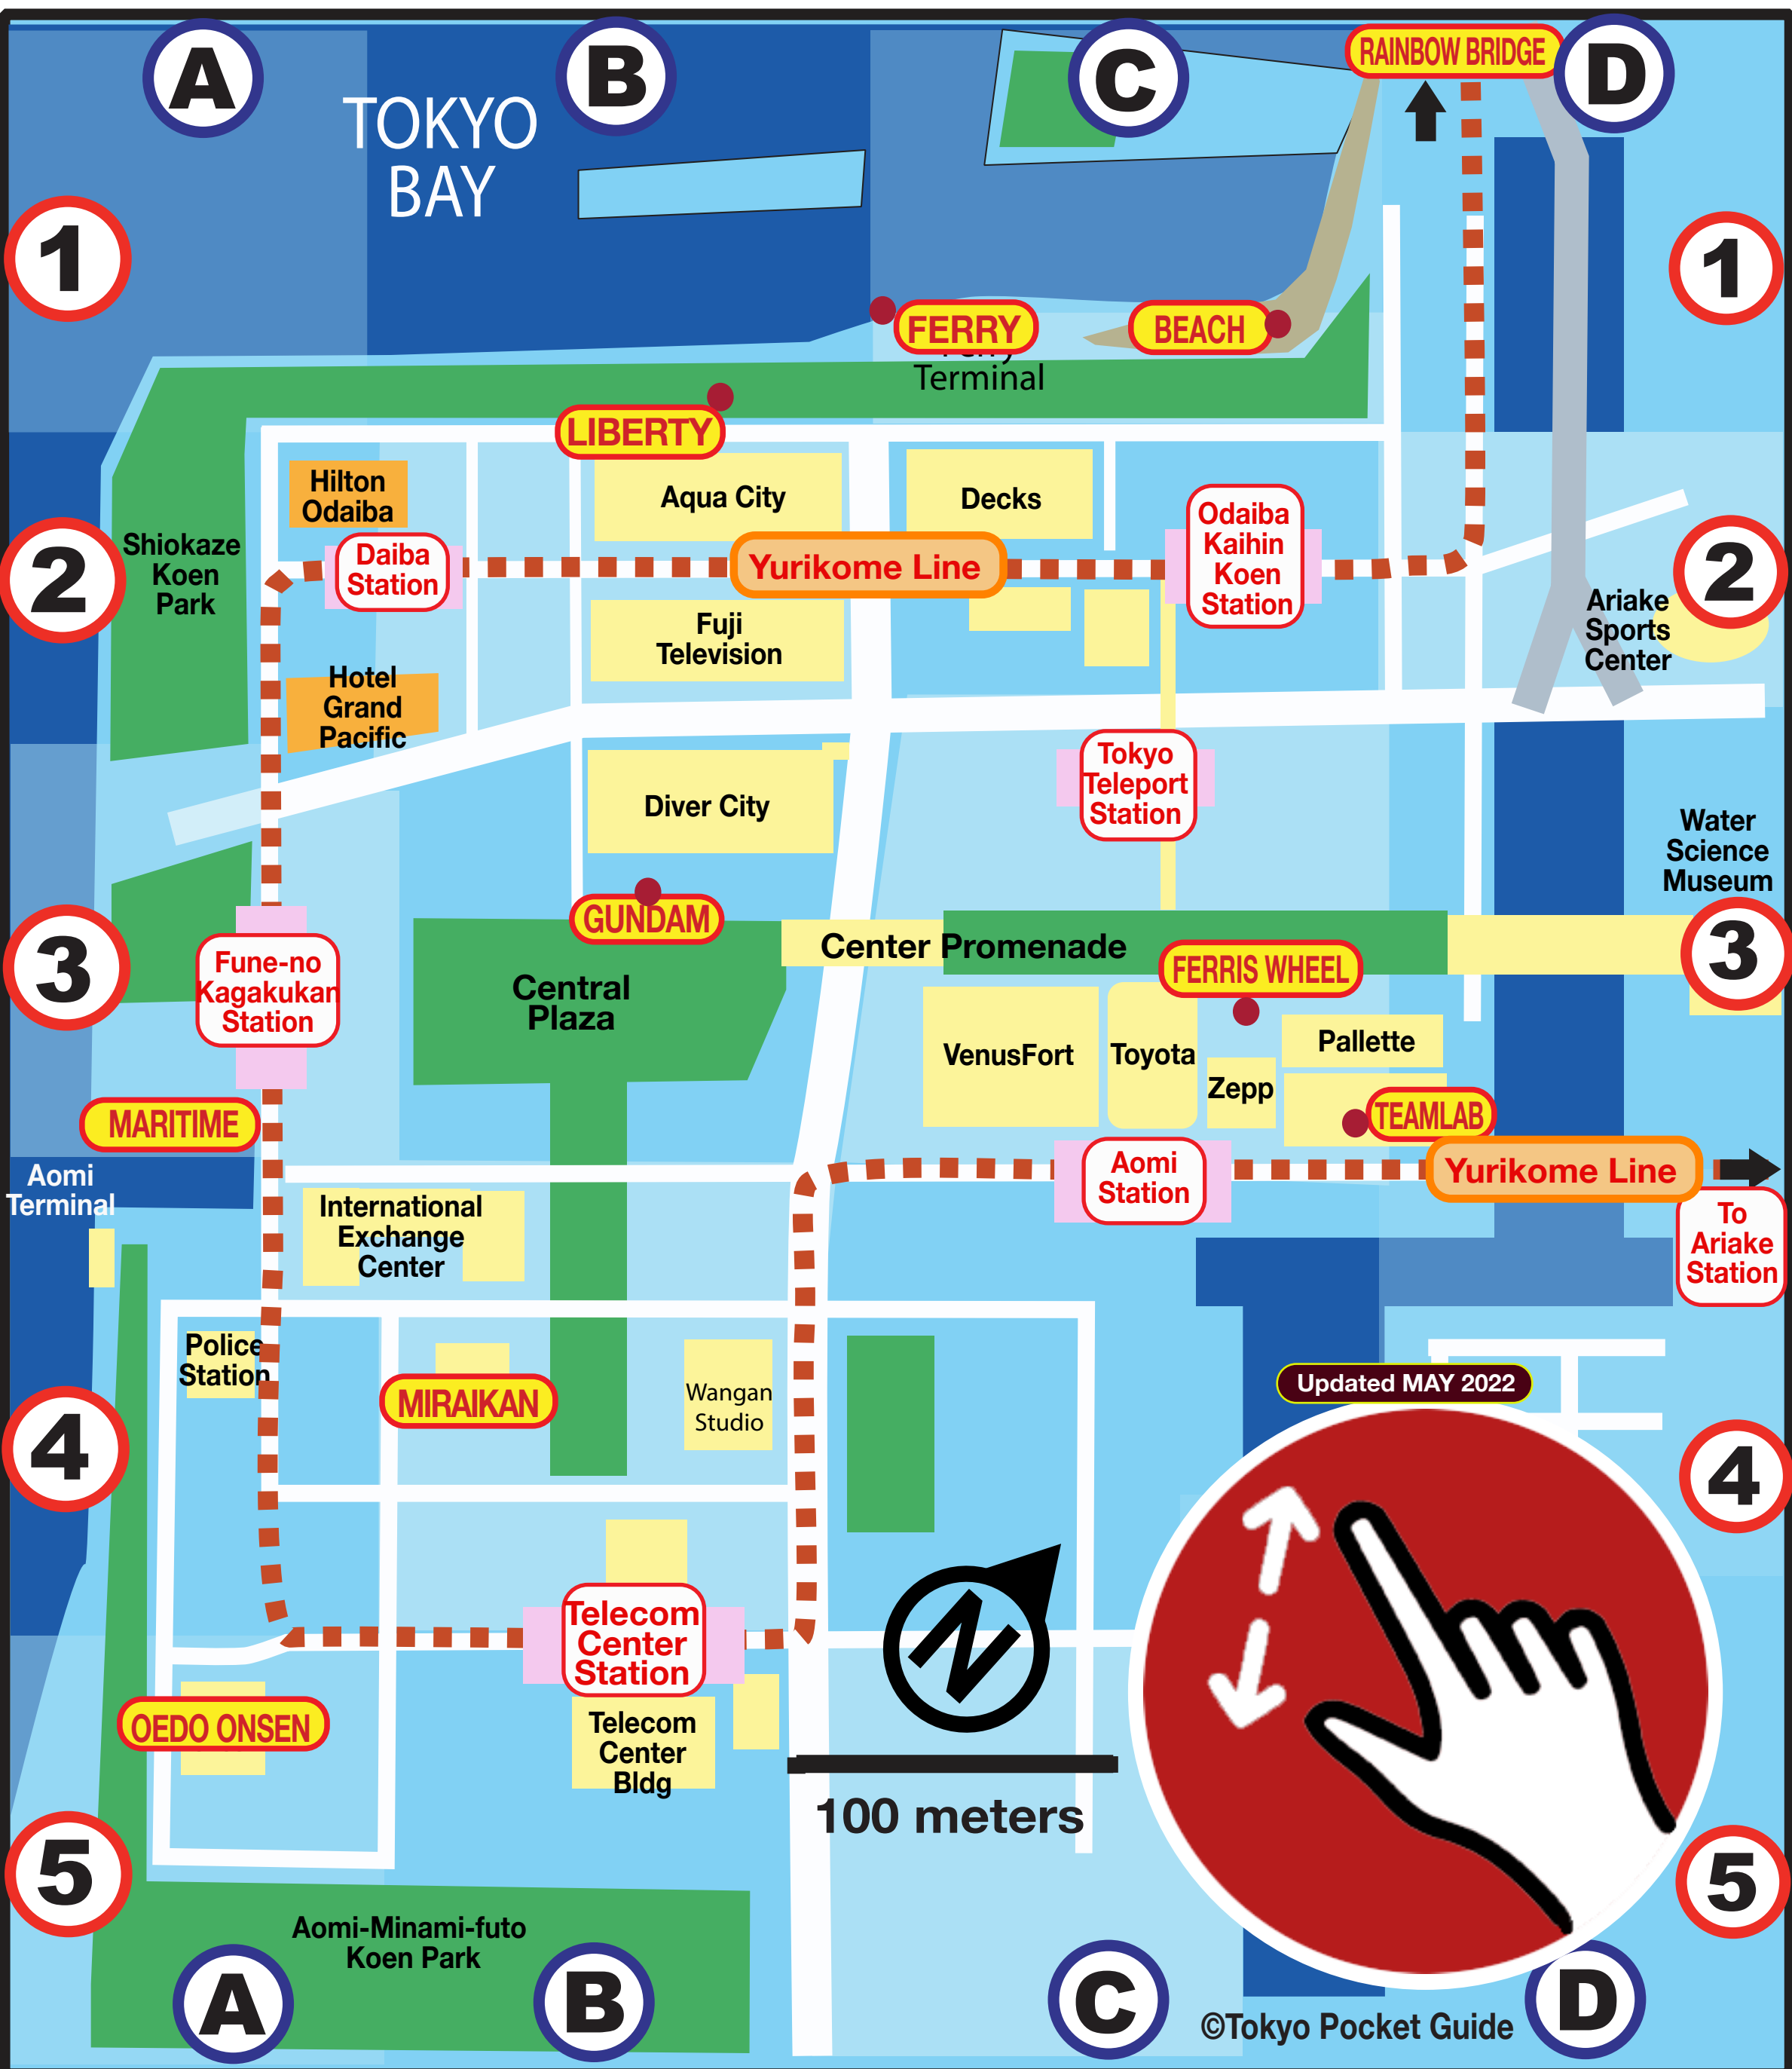 A
B
C
D
RAINBOW BRIDGE
TOKYO
BAY
1
1
FERRY
BEACH
Ferry
Terminal
LIBERTY
Hilton
Odaiba
Aqua City
Decks
Odaiba
Kaihin
Koen
Station
Shiokaze
Koen
Park
Daiba
Station
Yurikome Line
2
2
Ariake
Sports
Center
Fuji
Television
Hotel
Grand
Pacific
Tokyo
Teleport
Station
Diver City
Water
Science
Museum
GUNDAM
Center Promenade
3
3
Fune-no
Kagakukan
Station
Central
Plaza
FERRIS WHEEL
VenusFort
Toyota
Pallette
Zepp
MARITIME
TEAMLAB
Aomi
Terminal
Aomi
Station
Yurikome Line
International
Exchange
Center
To
Ariake
Station
Police
Station
MIRAIKAN
Wangan
Studio
Updated MAY 2022
4
4
Telecom
Center
Station
N
OEDO ONSEN
Telecom
Center
Bldg
100 meters
5
5
Aomi-Minami-futo
Koen Park
A
B
C
D
©Tokyo Pocket Guide